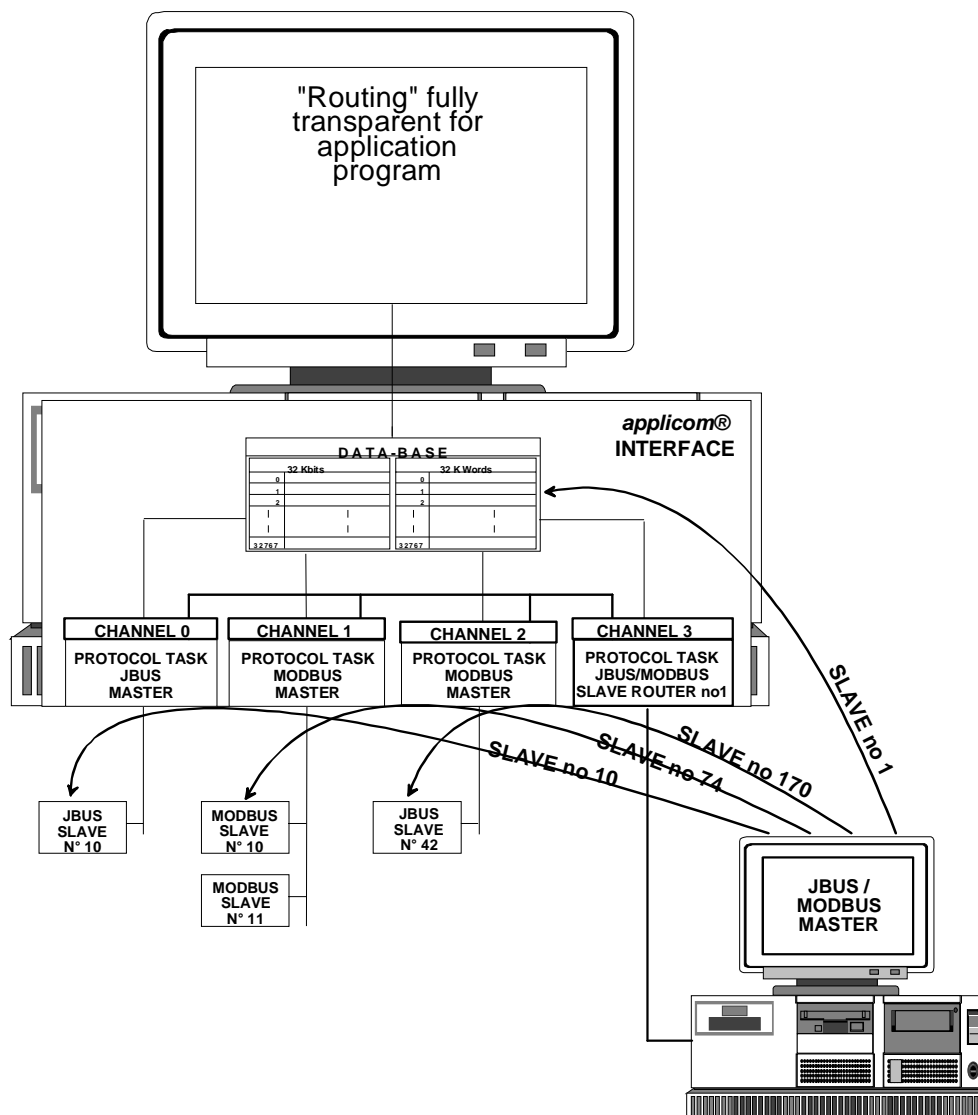 "Routing" fully
transparent for
application
program
applicom®
INTERFACE
DATA-BASE
32 Kbits
32 K Words
0
1
2
32767
0
1
2
32767
CHANNEL 0
PROTOCOL TASK
JBUS
MASTER
CHANNEL 1
PROTOCOL TASK
MODBUS
MASTER
CHANNEL 2
PROTOCOL TASK
MODBUS
MASTER
CHANNEL 3
PROTOCOL TASK
JBUS/MODBUS
SLAVE ROUTER no1
SLAVE no 10
SLAVE no 74
SLAVE no 170
SLAVE no 1
JBUS
SLAVE
N° 10
MODBUS
SLAVE
N° 10
JBUS
SLAVE
N° 42
MODBUS
SLAVE
N° 11
JBUS /
MODBUS
MASTER